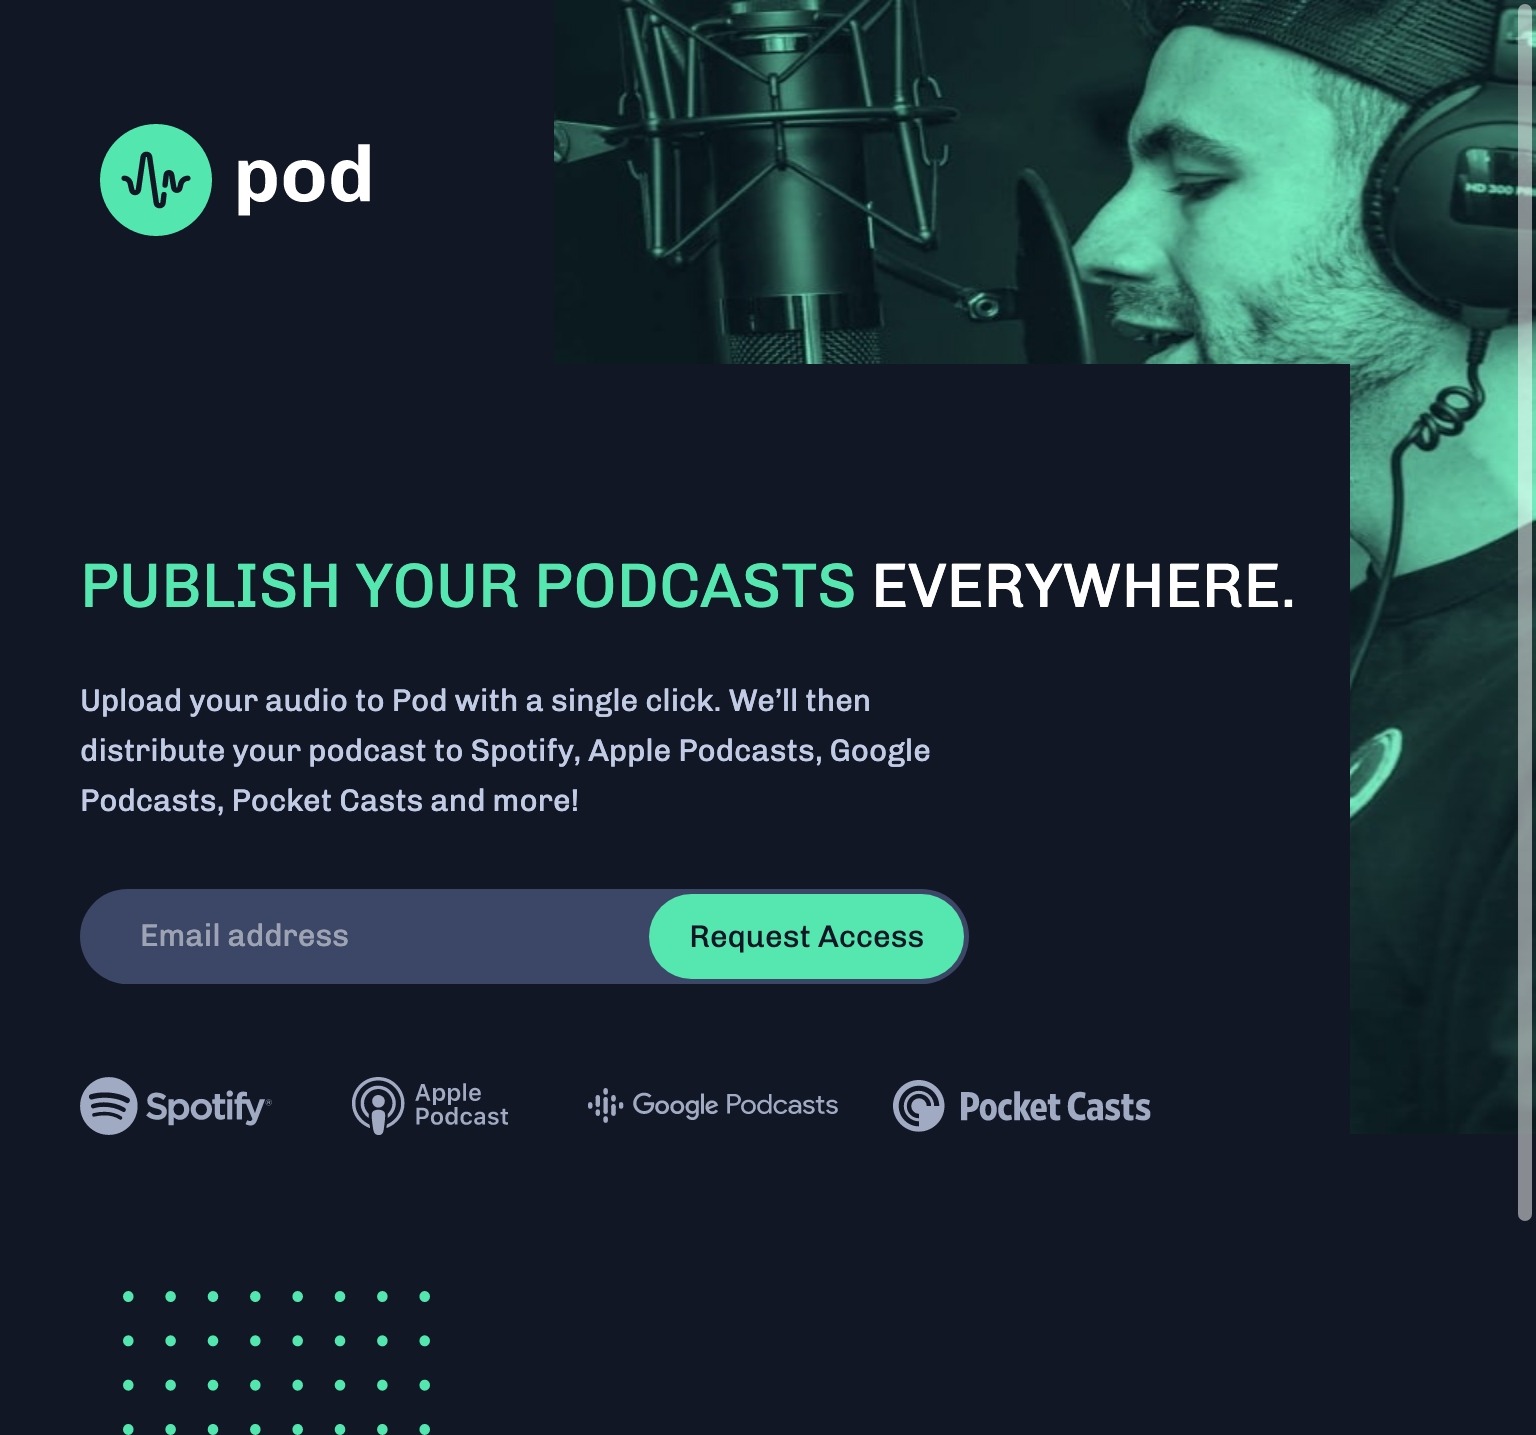 pod
HD 300
PUBLISH YOUR PODCASTS EVERYWHERE.
Upload your audio to Pod with a single click. We’ll then
distribute your podcast to Spotify, Apple Podcasts, Google
Podcasts, Pocket Casts and more!
Email address
Request Access
Spotify®
Apple
Podcast
Google Podcasts
Pocket Casts